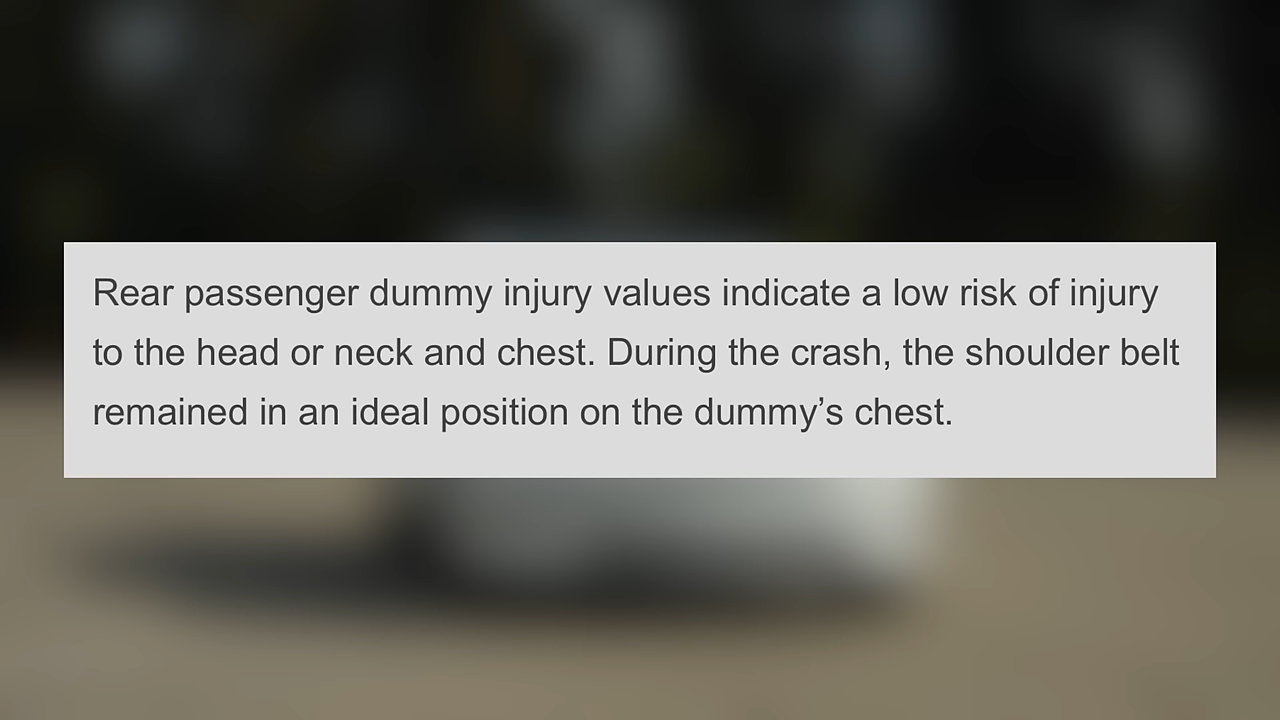 Rear passenger dummy injury values indicate a low risk of injury
to the head or neck and chest. During the crash, the shoulder belt
remained in an ideal position on the dummy’s chest.